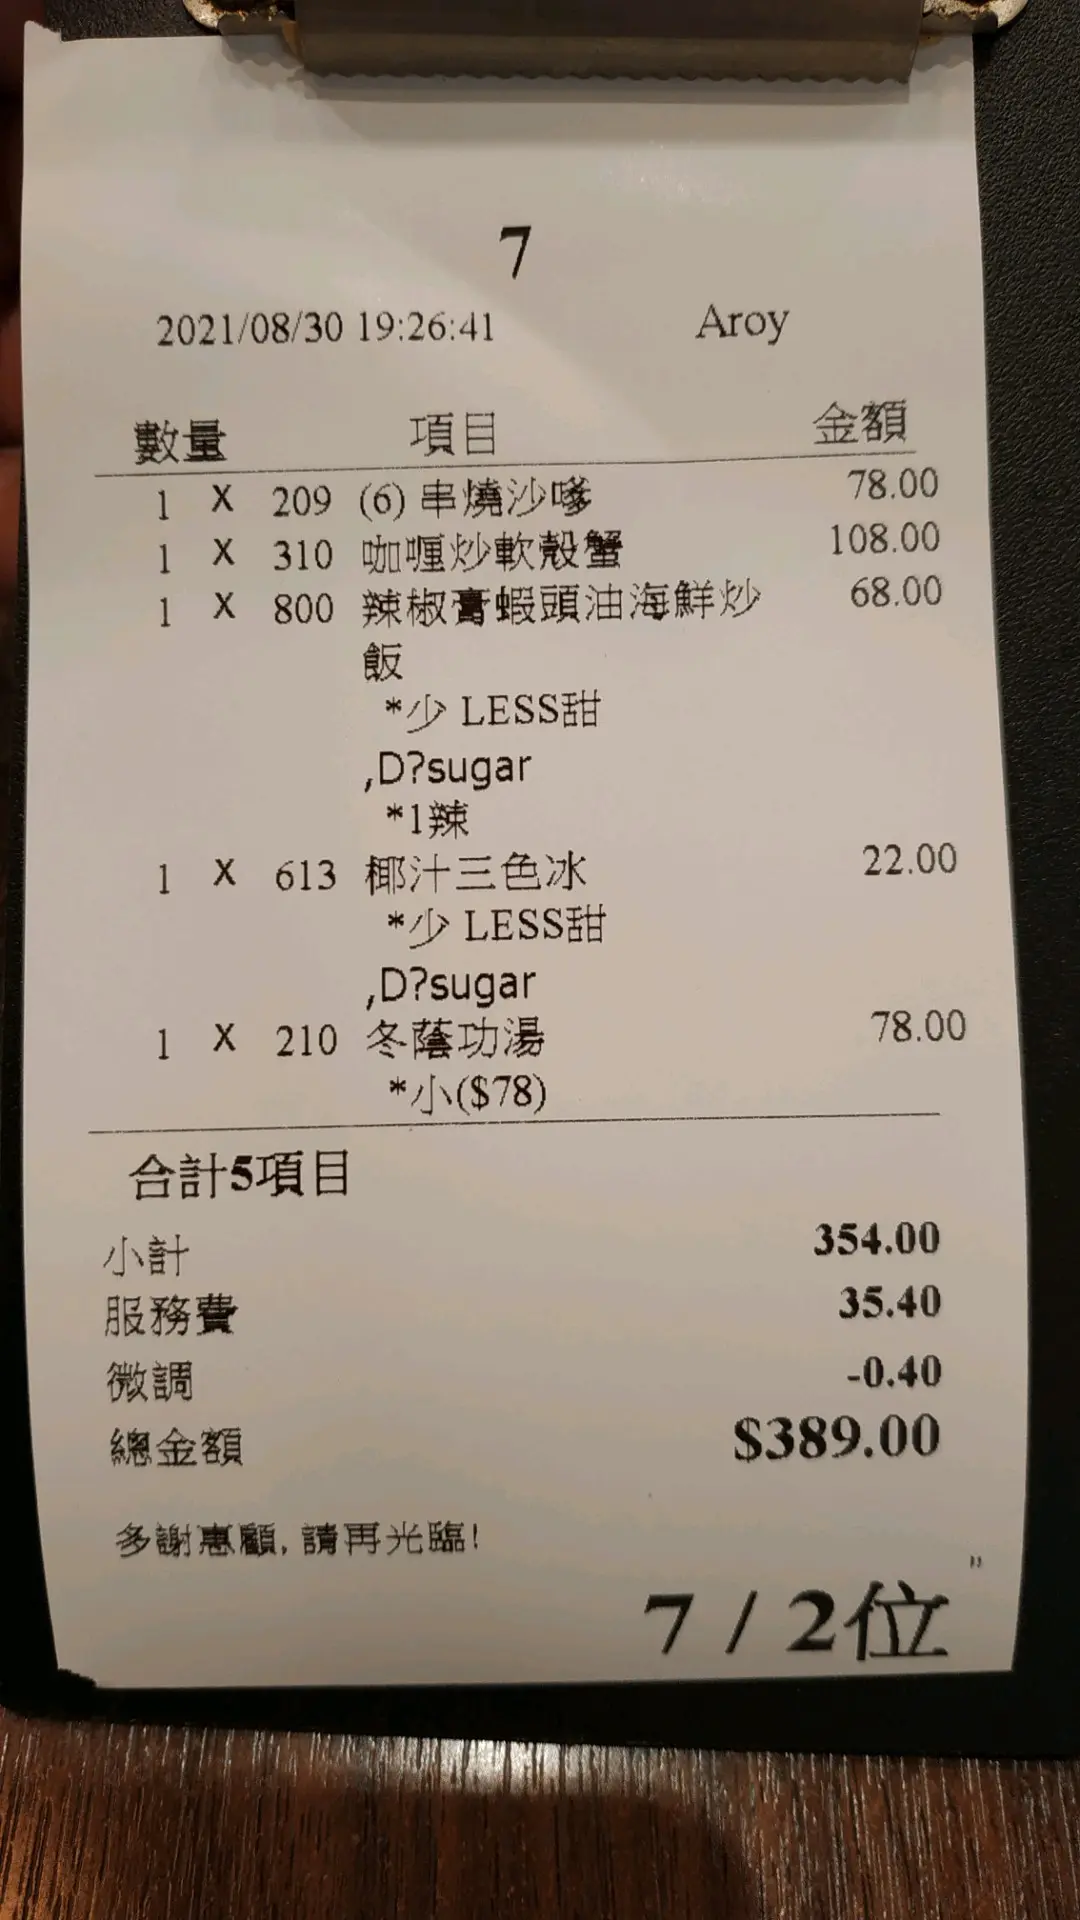 7
2021/08/30 19:26:41 Aroy
數量 項目 金額
1 X 209 (6) 串燒沙嗲 78.00
1 X 310 咖喱炒軟殼蟹 108.00
1 X 800 辣椒膏蝦頭油海鮮炒 68.00
飯
*少 LESS甜
,D?sugar
*1辣
1 X 613 椰汁三色冰 22.00
*少 LESS甜
,D?sugar
1 X 210 冬蔭功湯 78.00
*小($78)
合計5項目
小計 354.00
服務費 35.40
微調 -0.40
總金額 $389.00
多謝惠顧, 請再光臨!
"
7 / 2位